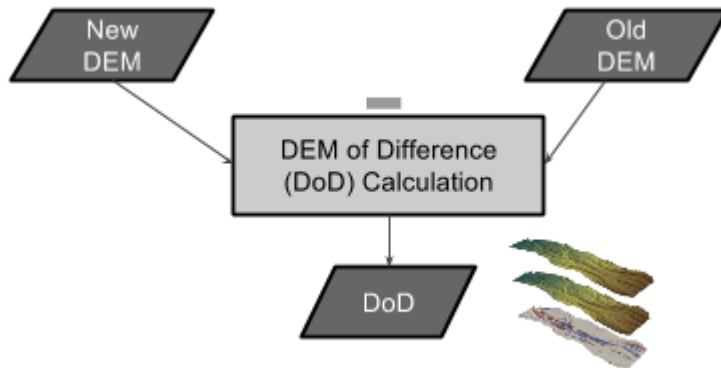 New
DEM
Old
DEM
DEM of Difference
(DoD) Calculation
DoD